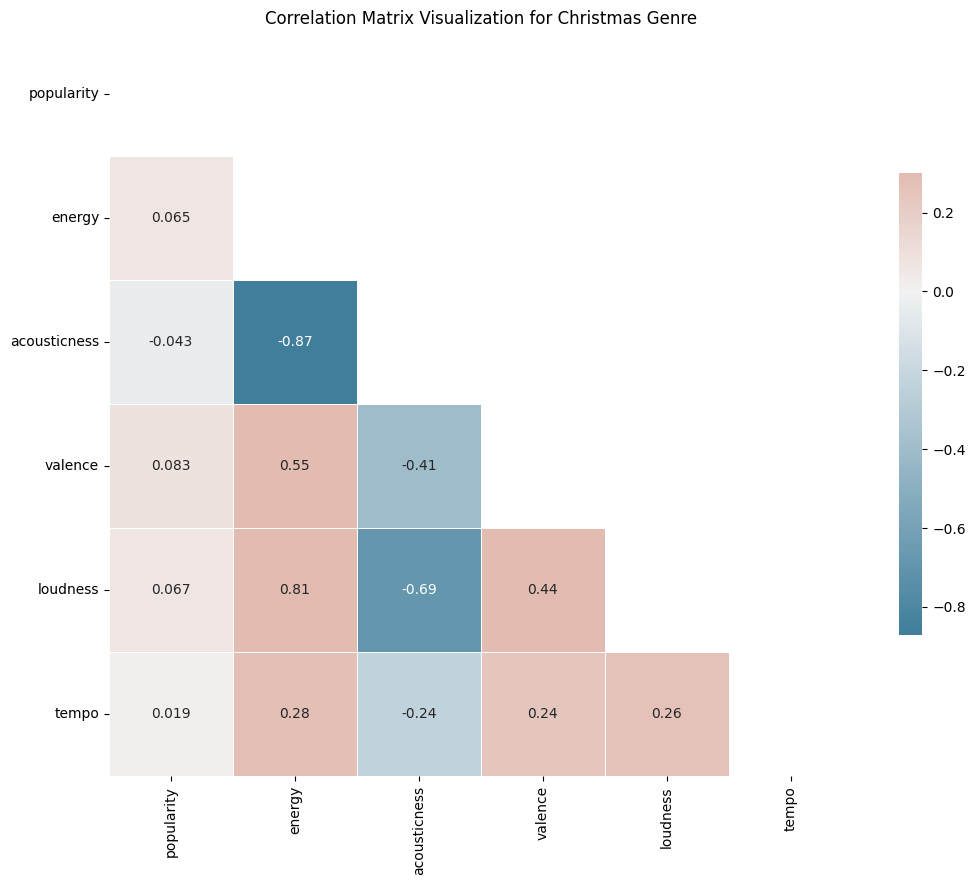 Correlation Matrix Visualization for Christmas Genre
popularity
energy
0.065
acousticness
-0.043
-0.87
valence
0.083
0.55
-0.41
loudness
0.067
0.81
-0.69
0.44
tempo
0.019
0.28
-0.24
0.24
0.26
popularity
energy
acousticness
valence
loudness
tempo
0.2
0.0
−0.2
−0.4
−0.6
−0.8